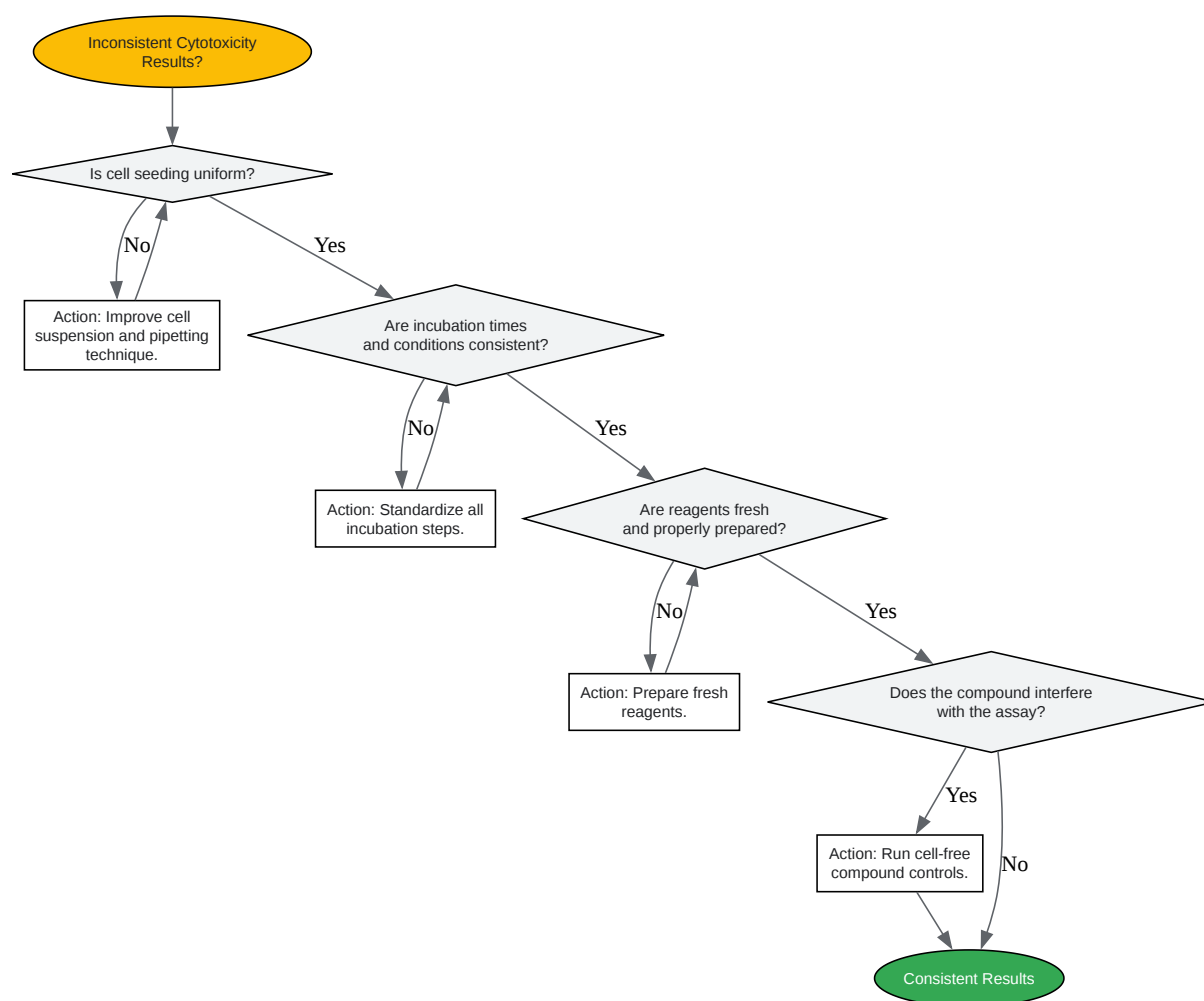 Inconsistent Cytotoxicity
Results?
Is cell seeding uniform?
No
Yes
Action: Improve cell
suspension and pipetting
technique.
Are incubation times
and conditions consistent?
No
Yes
Action: Standardize all
incubation steps.
Are reagents fresh
and properly prepared?
No
Yes
Action: Prepare fresh
reagents.
Does the compound interfere
with the assay?
Yes
No
Action: Run cell-free
compound controls.
Consistent Results